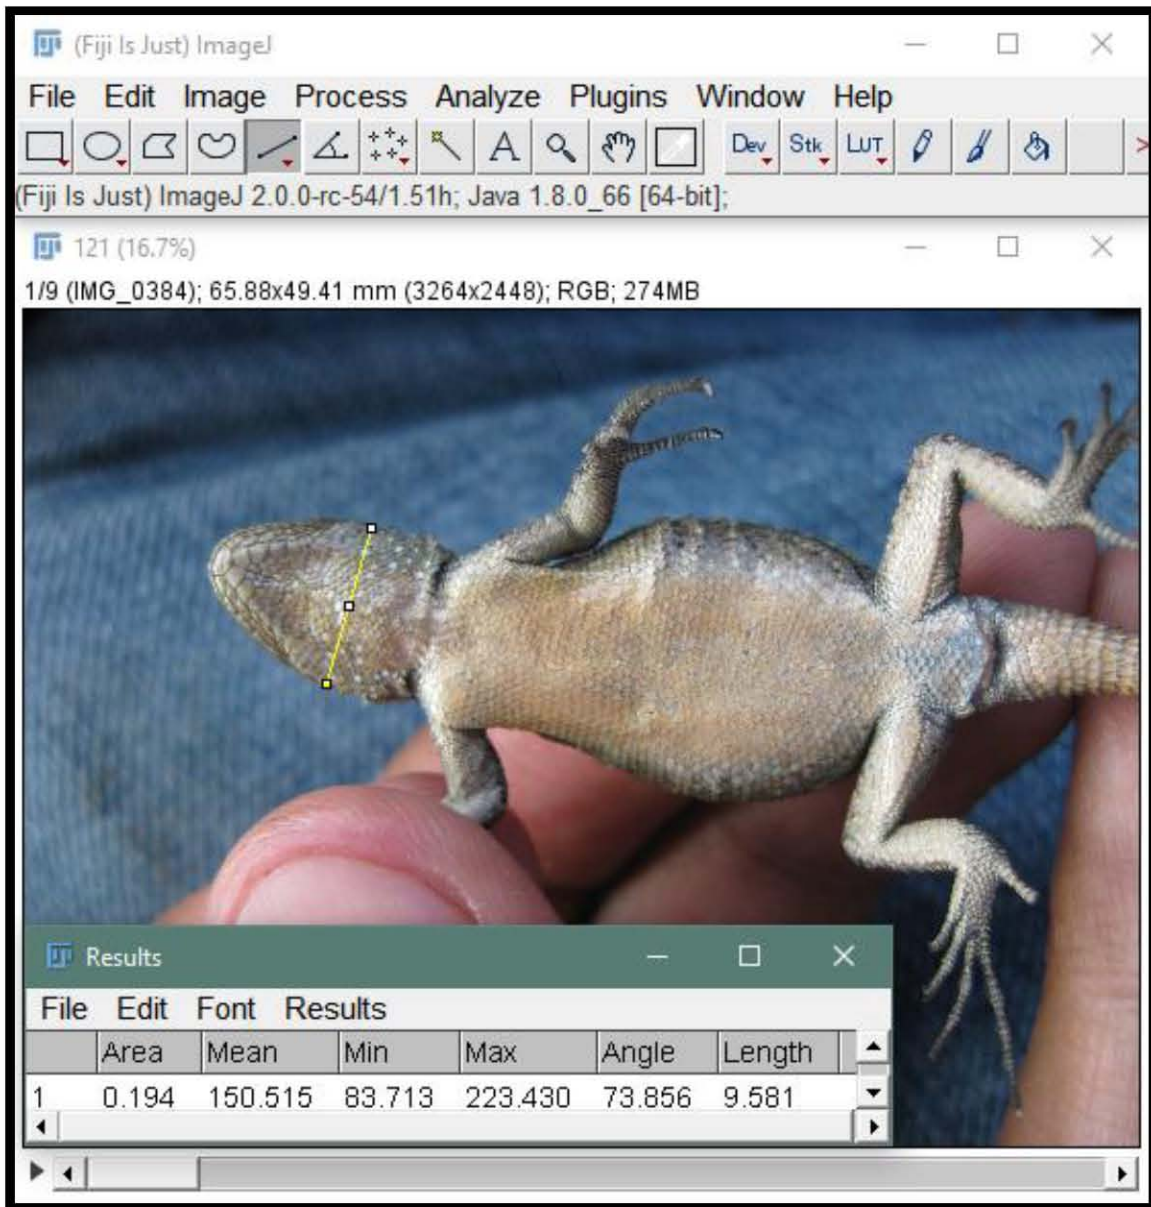 (Fiji Is Just) ImageJ
File Edit Image Process Analyze Plugins Window Help
A Dev Stk LUT >
(Fiji Is Just) ImageJ 2.0.0-rc-54/1.51h; Java 1.8.0_66 [64-bit];
121 (16.7%)
1/9 (IMG_0384); 65.88x49.41 mm (3264x2448); RGB; 274MB
Results
File Edit Font Results
Area Mean Min Max Angle Length
1 0.194 150.515 83.713 223.430 73.856 9.581